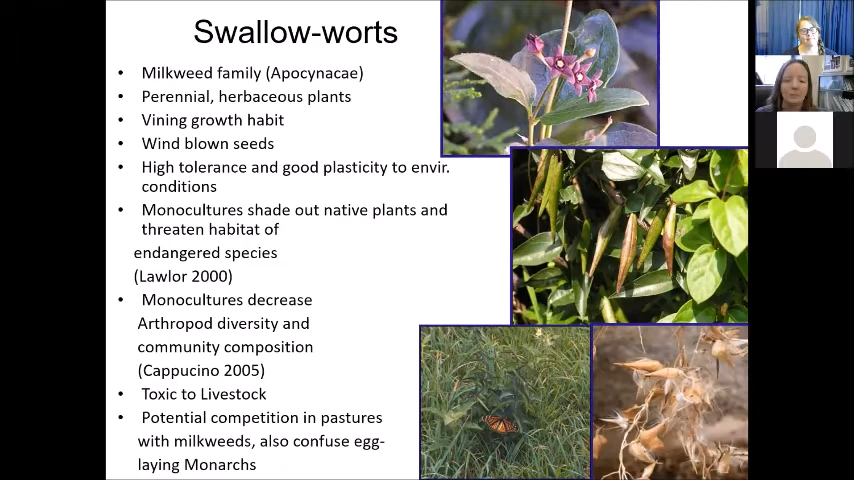 Swallow-worts
• Milkweed family (Apocynacae)
• Perennial, herbaceous plants
• Vining growth habit
• Wind blown seeds
• High tolerance and good plasticity to envir.
conditions
• Monocultures shade out native plants and
threaten habitat of
endangered species
(Lawlor 2000)
• Monocultures decrease
Arthropod diversity and
community composition
(Cappucino 2005)
• Toxic to Livestock
• Potential competition in pastures
with milkweeds, also confuse egg-
laying Monarchs